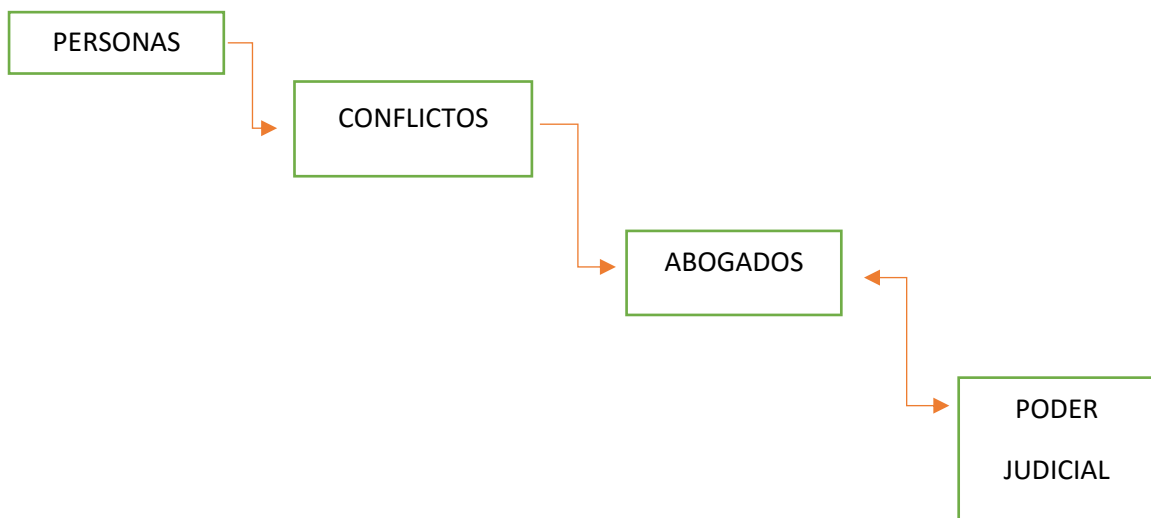 PERSONAS
CONFLICTOS
ABOGADOS
PODER
JUDICIAL